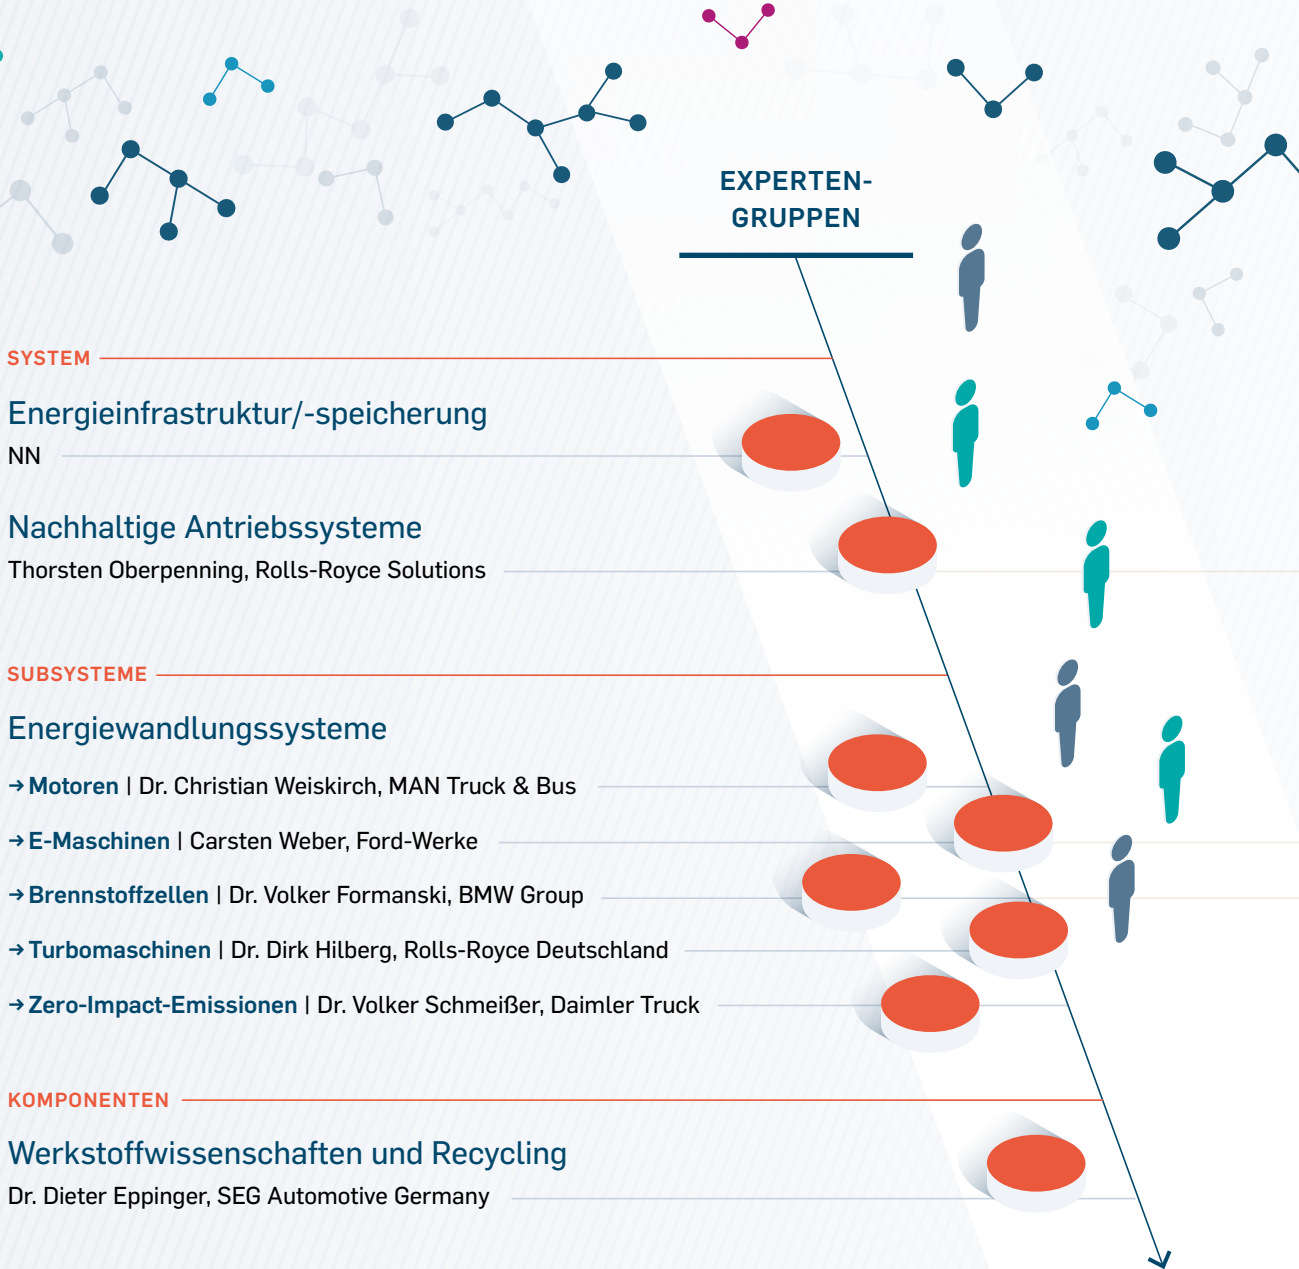 EXPERTEN-
GRUPPEN
SYSTEM
Energieinfrastruktur/-speicherung
NN
Nachhaltige Antriebssysteme
Thorsten Oberpenning, Rolls-Royce Solutions
SUBSYSTEME
Energiewandlungssysteme
→ Motoren | Dr. Christian Weiskirch, MAN Truck & Bus
→ E-Maschinen | Carsten Weber, Ford-Werke
→ Brennstoffzellen | Dr. Volker Formanski, BMW Group
→ Turbomaschinen | Dr. Dirk Hilberg, Rolls-Royce Deutschland
→ Zero-Impact-Emissionen | Dr. Volker Schmeißer, Daimler Truck
KOMPONENTEN
Werkstoffwissenschaften und Recycling
Dr. Dieter Eppinger, SEG Automotive Germany